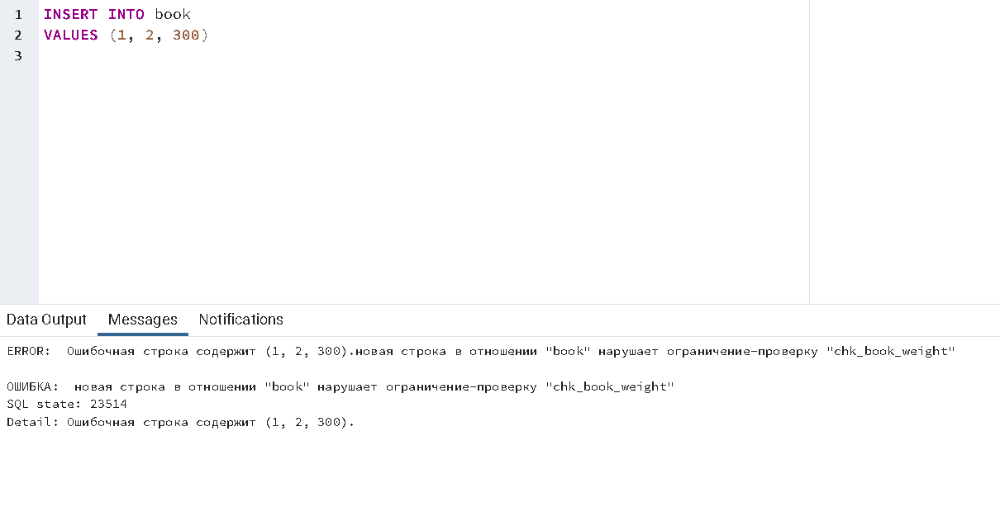 1 INSERT INTO book
2 VALUES (1, 2, 300)
3
Data Output Messages Notifications
ERROR:  Ошибочная строка содержит (1, 2, 300).новая строка в отношении "book" нарушает ограничение-проверку "chk_book_weight"
ОШИБКА:  новая строка в отношении "book" нарушает ограничение-проверку "chk_book_weight"
SQL state: 23514
Detail: Ошибочная строка содержит (1, 2, 300).